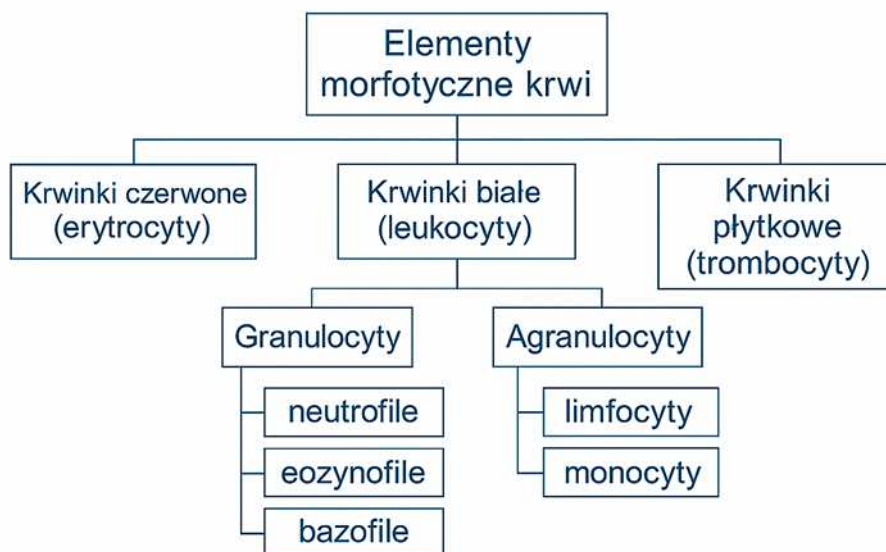 Elementy
morfotyczne krwi
Krwinki czerwone
(erytrocyty)
Krwinki białe
(leukocyty)
Krwinki
płytkowe
(trombocyty)
Granulocyty
Agranulocyty
neutrofile
eozynofile
bazofile
limfocyty
monocyty